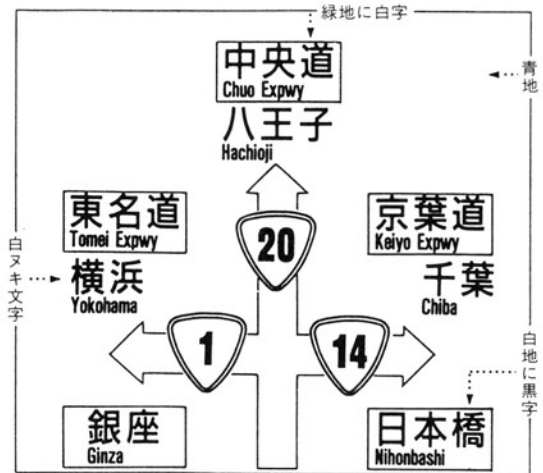 緑地に白字
中央道
Chuo Expwy
八王子
Hachioji
青地
東名道
Tomei Expwy
横浜
Yokohama
白ヌキ文字
20
京葉道
Keiyo Expwy
千葉
Chiba
1
14
白地に黒字
銀座
Ginza
日本橋
Nihonbashi